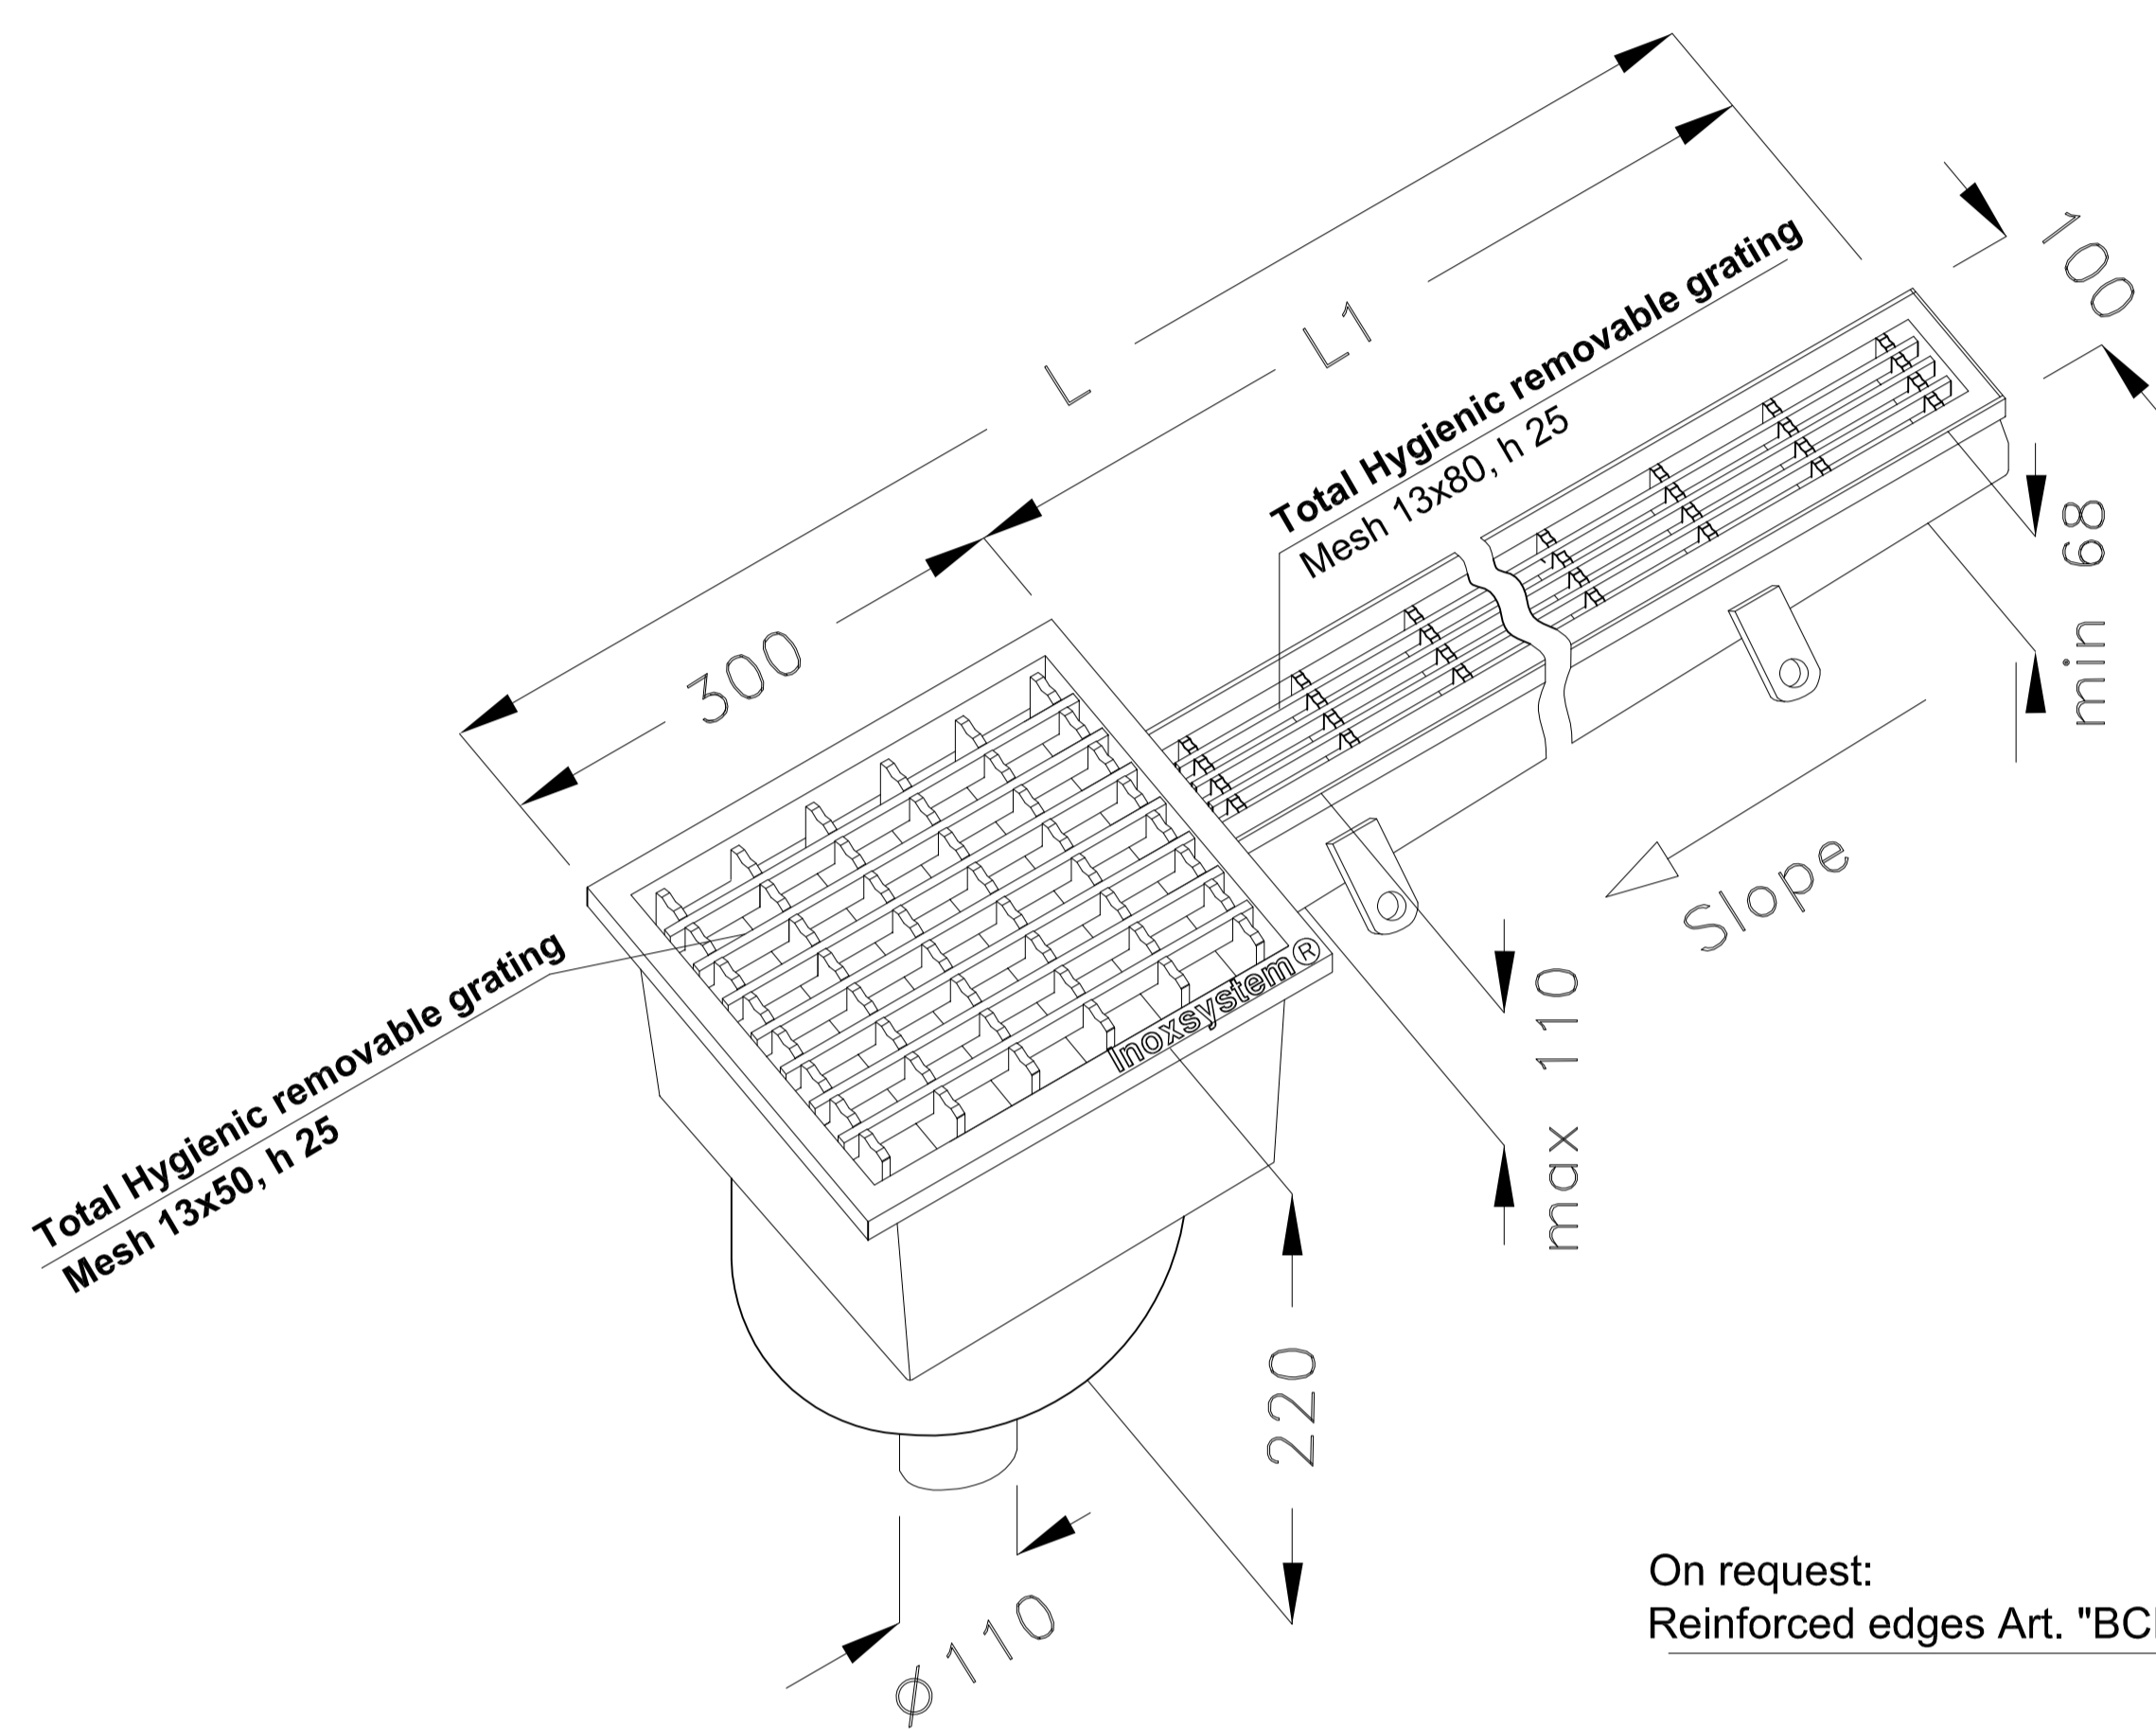 L
L1
100
Total Hygienic removable grating
Mesh 13x80, h 25
300
min 68
Slope
Total Hygienic removable grating
Mesh 13x50, h 25
Inoxsystem®
max 110
220
ø110
On request:
Reinforced edges Art.